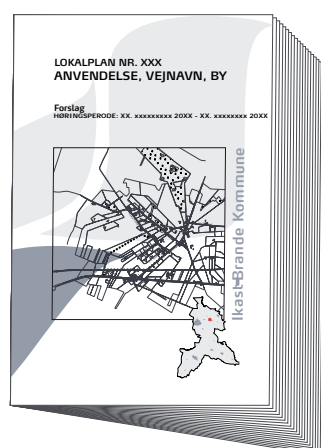 LOKALPLAN NR. XXX
ANVENDELSE, VEJNAVN, BY
Forslag
HØRINGSPERODE: XX. xxxxxxxxx 20XX - XX. xxxxxxxx 20XX
Ikast-Brande Kommune